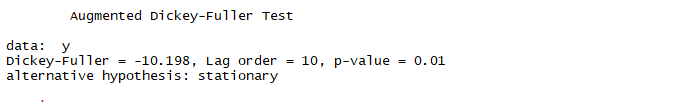 Augmented Dickey-Fuller Test
data:  y
Dickey-Fuller = -10.198, Lag order = 10, p-value = 0.01
alternative hypothesis: stationary